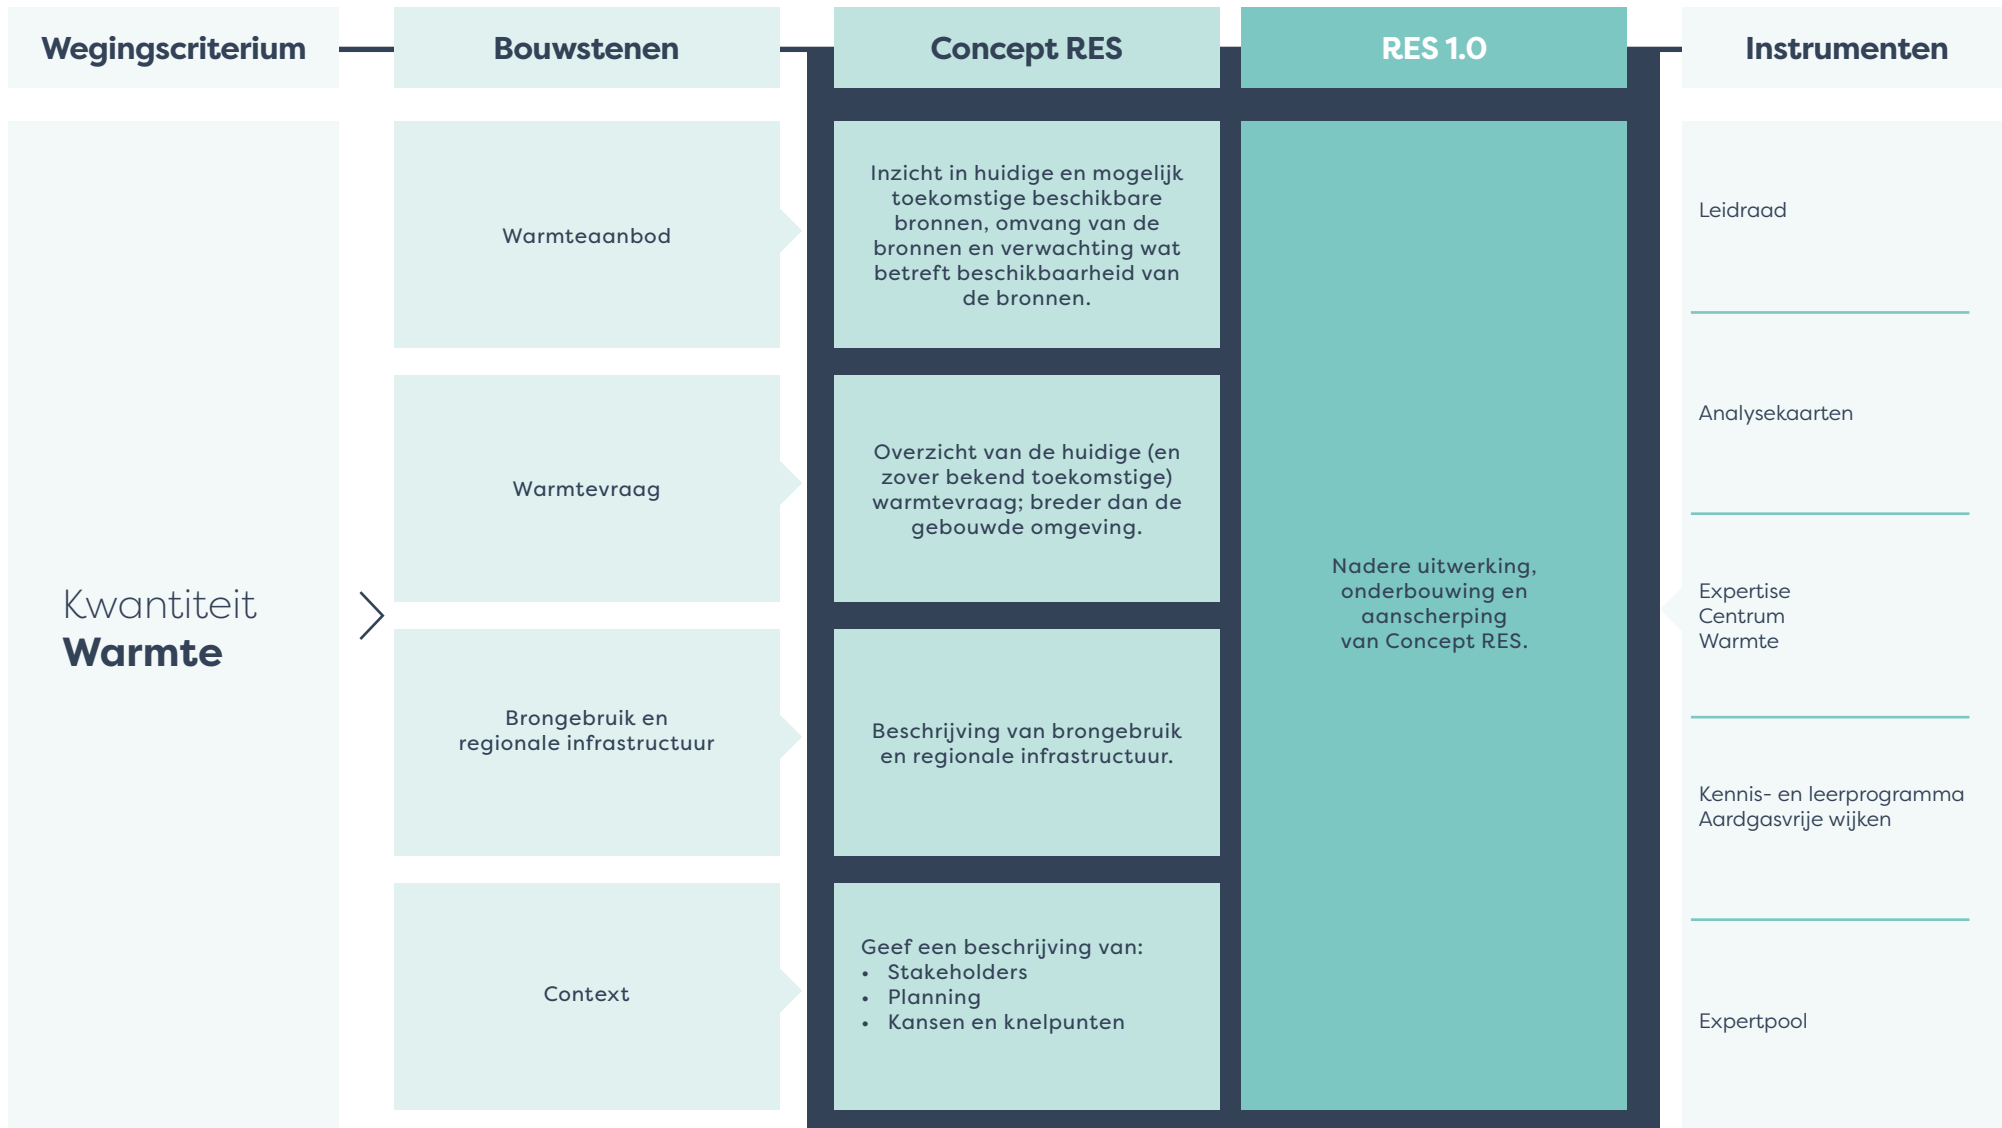 Wegingscriterium
Bouwstenen
Concept RES
RES 1.0
Instrumenten
Kwantiteit
Warmte
Warmteaanbod
Inzicht in huidige en mogelijk
toekomstige beschikbare
bronnen, omvang van de
bronnen en verwachting wat
betreft beschikbaarheid van
de bronnen.
Warmtevraag
Overzicht van de huidige (en
zover bekend toekomstige)
warmtevraag; breder dan de
gebouwde omgeving.
Brongebruik en
regionale infrastructuur
Beschrijving van brongebruik
en regionale infrastructuur.
Context
Geef een beschrijving van:
• Stakeholders
• Planning
• Kansen en knelpunten
Nadere uitwerking,
onderbouwing en
aanscherping
van Concept RES.
Leidraad
Analysekaarten
Expertise
Centrum
Warmte
Kennis- en leerprogramma
Aardgasvrije wijken
Expertpool